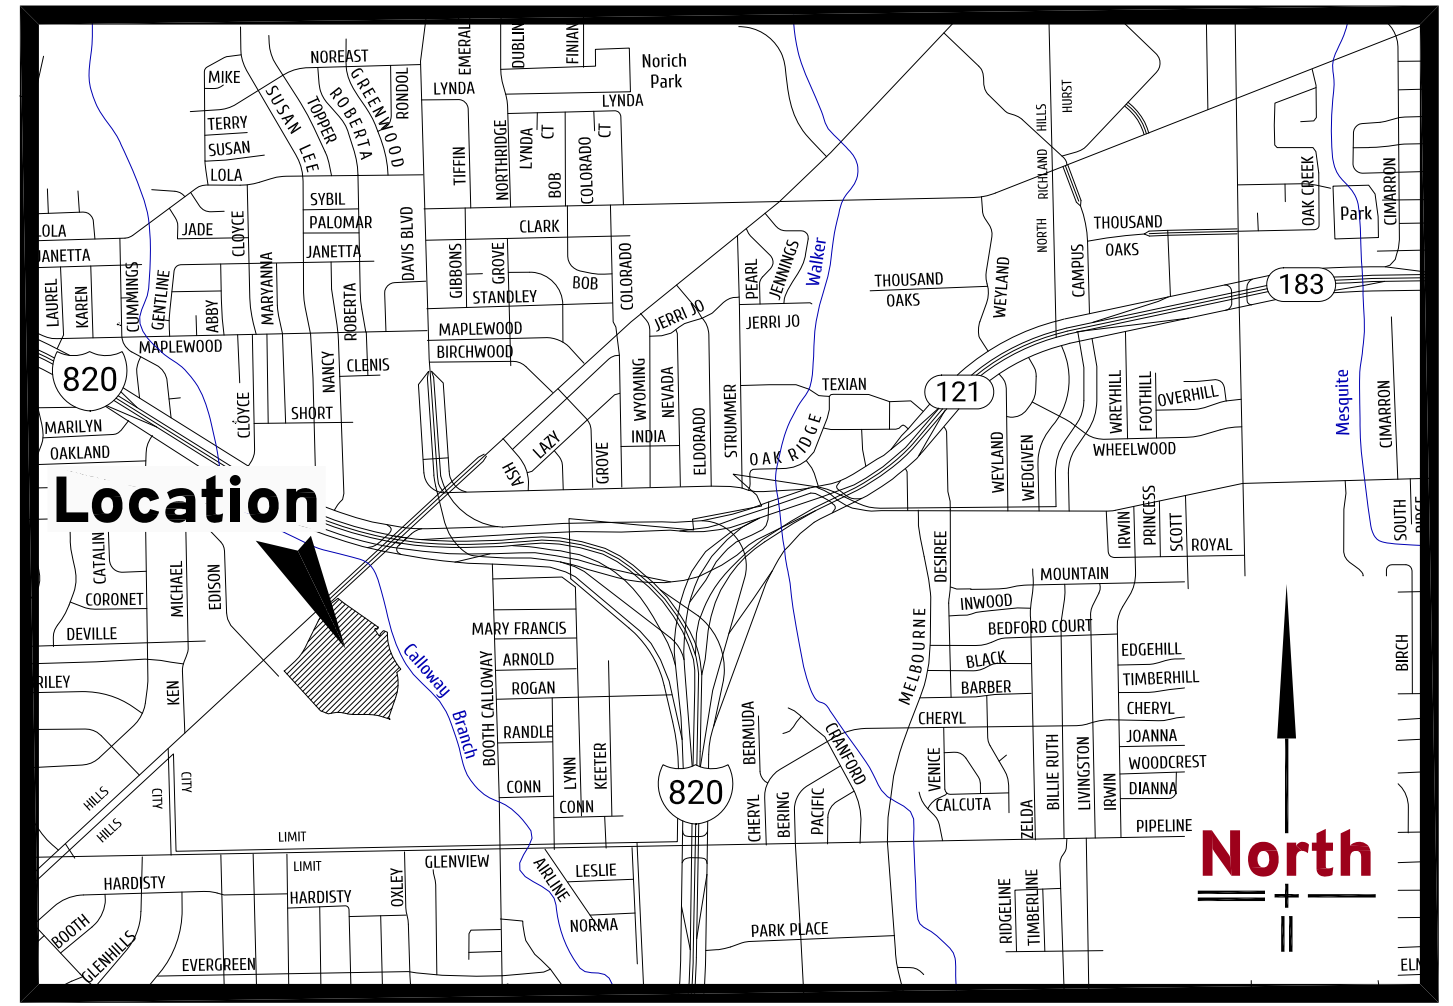 NOREAST
EMERAL
DUBLIN
FINIAN
Norich
Park
MIKE
GREENWOOD
RONDOL
LYNDA
LYNDA
SUSAN LEE
TOPPER
ROBERTA
HURST
HILLS
TERRY
SUSAN
LOLA
TIFFIN
NORTHRIDGE
LYNDA
CT
BOB
COLORADO
CT
RICHLAND
NORTH
OAK CREEK
CIMARRON
Park
SYBIL
PALOMAR
JANETTA
LOLA
JANETTA
JADE
CLOYCE
DAVIS BLVD
CLARK
THOUSAND
OAKS
CAMPUS
LAUREL
KAREN
CUMMINGS
GENTLINE
ABBY
MARYANNA
ROBERTA
GIBBONS
GROVE
STANDLEY
BOB
COLORADO
PEARL
JENNINGS
Walker
THOUSAND
OAKS
WEYLAND
183
JERRI JO
JERRI JO
MAPLEWOOD
MAPLEWOOD
BIRCHWOOD
820
NANCY
CLENIS
CLOYCE
SHORT
WYOMING
NEVADA
ELDORADO
STRUMMER
TEXIAN
121
WREYHILL
FOOTHILL
OVERHILL
Mesquite
CIMARRON
MARILYN
OAKLAND
LAZY
ASH
GROVE
INDIA
OAK RIDGE
WEYLAND
WEDGIVEN
WHEELWOOD
Location
IRWIN
PRINCESS
SCOTT
ROYAL
SOUTH
CATALIN
MICHAEL
EDISON
DESIREE
MOUNTAIN
CORONET
INWOOD
DEVILLE
MARY FRANCIS
MELBOURNE
BEDFORD COURT
EDGEHILL
BIRCH
Calloway
Branch
ARNOLD
BLACK
TIMBERHILL
RILEY
KEN
ROGAN
BARBER
CHERYL
CHERYL
BOOTH CALLOWAY
RANDLE
BERMUDA
CRANFORD
JOANNA
WOODCREST
DIANNA
LYNN
KEETER
VENICE
BILLIE RUTH
LIVINGSTON
IRWIN
HILLS
HILLS
CITY
CITY
CONN
CONN
820
CHERYL
BERING
PACIFIC
CALCUTA
ZELDA
PIPELINE
LIMIT
LIMIT
North
GLENVIEW
LESLIE
AIRLINE
HARDISTY
HARDISTY
OXLEY
NORMA
PARK PLACE
RIDGELINE
TIMBERLINE
BOOTH
GLENHILLS
EVERGREEN
ELM